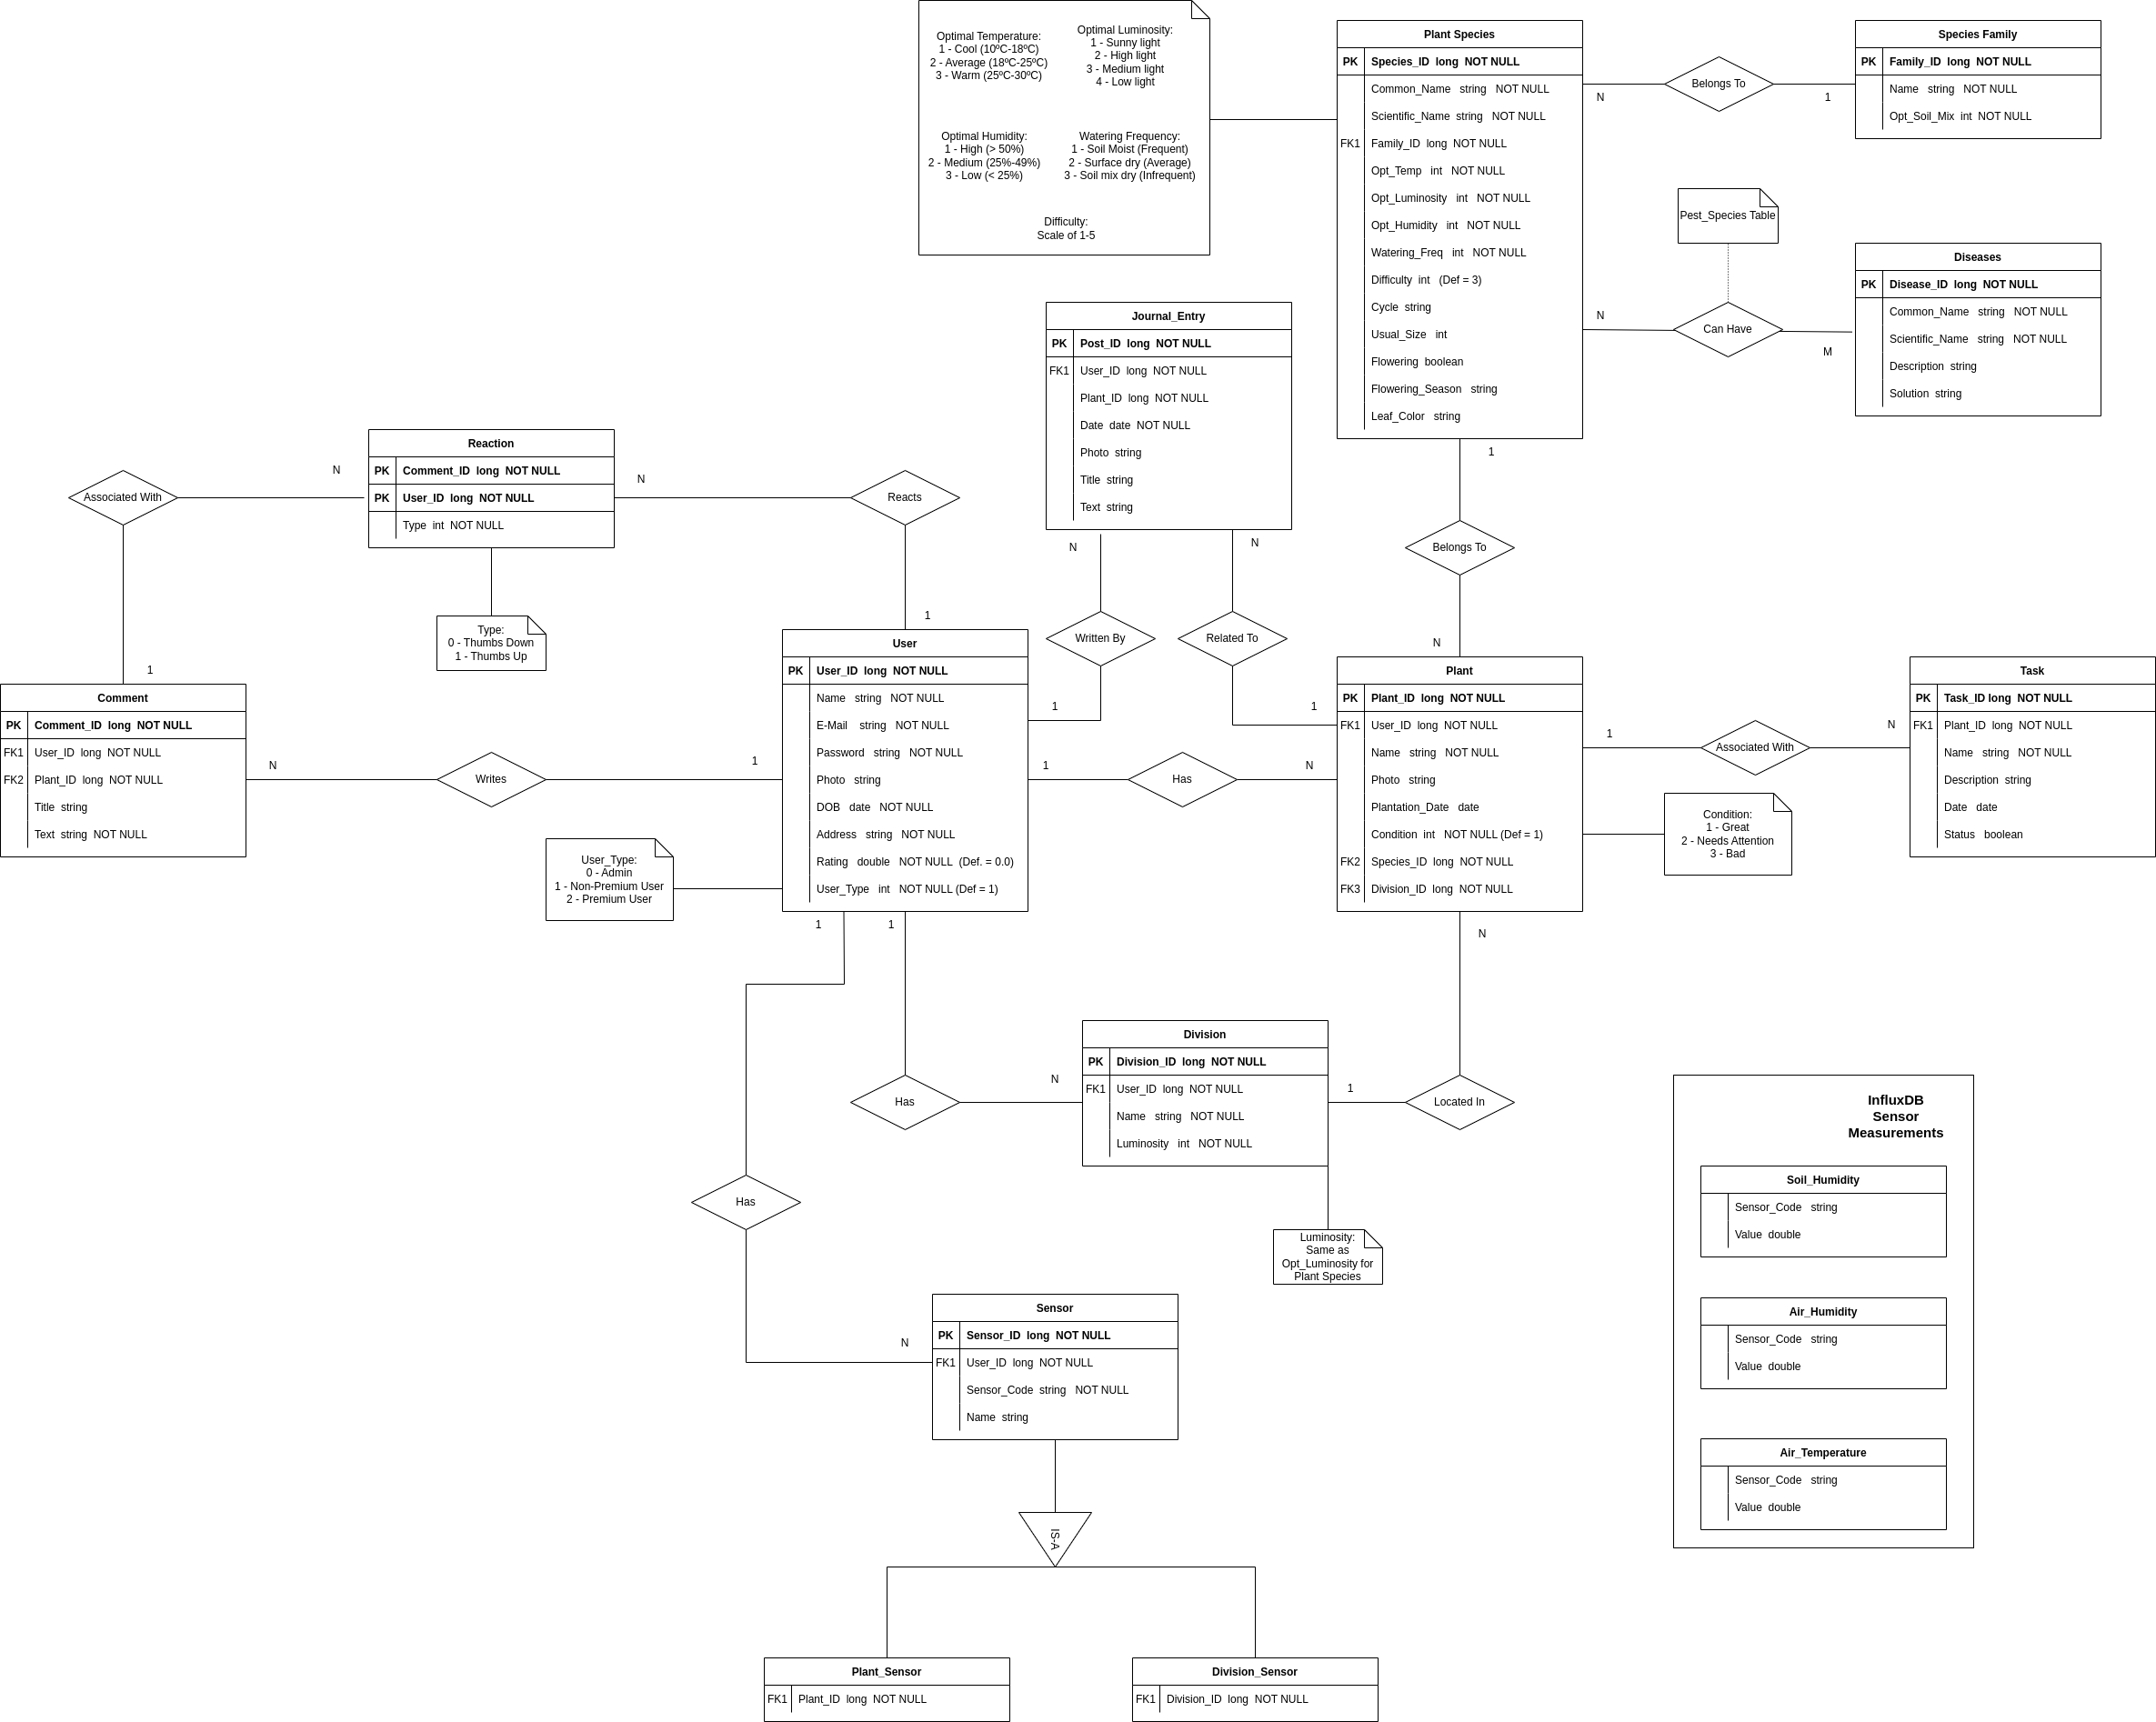 Optimal Temperature:
1 - Cool (10ºC-18ºC)
2 - Average (18ºC-25ºC)
3 - Warm (25ºC-30ºC)
Optimal Luminosity:
1 - Sunny light
2 - High light
3 - Medium light
4 - Low light
Optimal Humidity:
1 - High (> 50%)
2 - Medium (25%-49%)
3 - Low (< 25%)
Watering Frequency:
1 - Soil Moist (Frequent)
2 - Surface dry (Average)
3 - Soil mix dry (Infrequent)
Difficulty:
Scale of 1-5
Plant Species
PK Species_ID long NOT NULL
Common_Name string NOT NULL
Scientific_Name string NOT NULL
FK1 Family_ID long NOT NULL
Opt_Temp int NOT NULL
Opt_Luminosity int NOT NULL
Opt_Humidity int NOT NULL
Watering_Freq int NOT NULL
Difficulty int (Def = 3)
Cycle string
Usual_Size int
Flowering boolean
Flowering_Season string
Leaf_Color string
N
Belongs To
1
Species Family
PK Family_ID long NOT NULL
Name string NOT NULL
Opt_Soil_Mix int NOT NULL
Pest_Species Table
N
Can Have
M
Diseases
PK Disease_ID long NOT NULL
Common_Name string NOT NULL
Scientific_Name string NOT NULL
Description string
Solution string
Journal_Entry
PK Post_ID long NOT NULL
FK1 User_ID long NOT NULL
Plant_ID long NOT NULL
Date date NOT NULL
Photo string
Title string
Text string
N
Written By
1
N
Related To
1
1
Belongs To
N
Associated With
N
1
Reaction
PK Comment_ID long NOT NULL
PK User_ID long NOT NULL
Type int NOT NULL
N
Reacts
1
Type:
0 - Thumbs Down
1 - Thumbs Up
Comment
PK Comment_ID long NOT NULL
FK1 User_ID long NOT NULL
FK2 Plant_ID long NOT NULL
Title string
Text string NOT NULL
N
Writes
1
User
PK User_ID long NOT NULL
Name string NOT NULL
E-Mail string NOT NULL
Password string NOT NULL
Photo string
DOB date NOT NULL
Address string NOT NULL
Rating double NOT NULL (Def. = 0.0)
User_Type int NOT NULL (Def = 1)
User_Type:
0 - Admin
1 - Non-Premium User
2 - Premium User
1
Has
N
Plant
PK Plant_ID long NOT NULL
FK1 User_ID long NOT NULL
Name string NOT NULL
Photo string
Plantation_Date date
Condition int NOT NULL (Def = 1)
FK2 Species_ID long NOT NULL
FK3 Division_ID long NOT NULL
1
Associated With
N
Task
PK Task_ID long NOT NULL
FK1 Plant_ID long NOT NULL
Name string NOT NULL
Description string
Date date
Status boolean
Condition:
1 - Great
2 - Needs Attention
3 - Bad
1
1
N
Has
N
Division
PK Division_ID long NOT NULL
FK1 User_ID long NOT NULL
Name string NOT NULL
Luminosity int NOT NULL
1
Located In
Luminosity:
Same as
Opt_Luminosity for
Plant Species
Has
N
Sensor
PK Sensor_ID long NOT NULL
FK1 User_ID long NOT NULL
Sensor_Code string NOT NULL
Name string
IS-A
Plant_Sensor
FK1 Plant_ID long NOT NULL
Division_Sensor
FK1 Division_ID long NOT NULL
InfluxDB
Sensor
Measurements
Soil_Humidity
Sensor_Code string
Value double
Air_Humidity
Sensor_Code string
Value double
Air_Temperature
Sensor_Code string
Value double